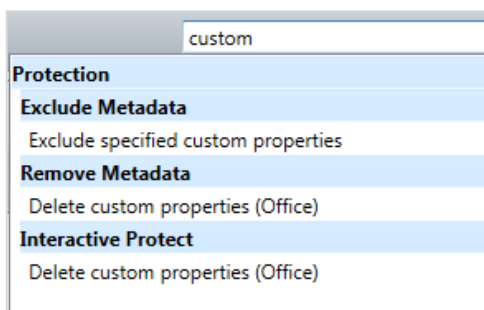 custom
Protection
Exclude Metadata
Exclude specified custom properties
Remove Metadata
Delete custom properties (Office)
Interactive Protect
Delete custom properties (Office)